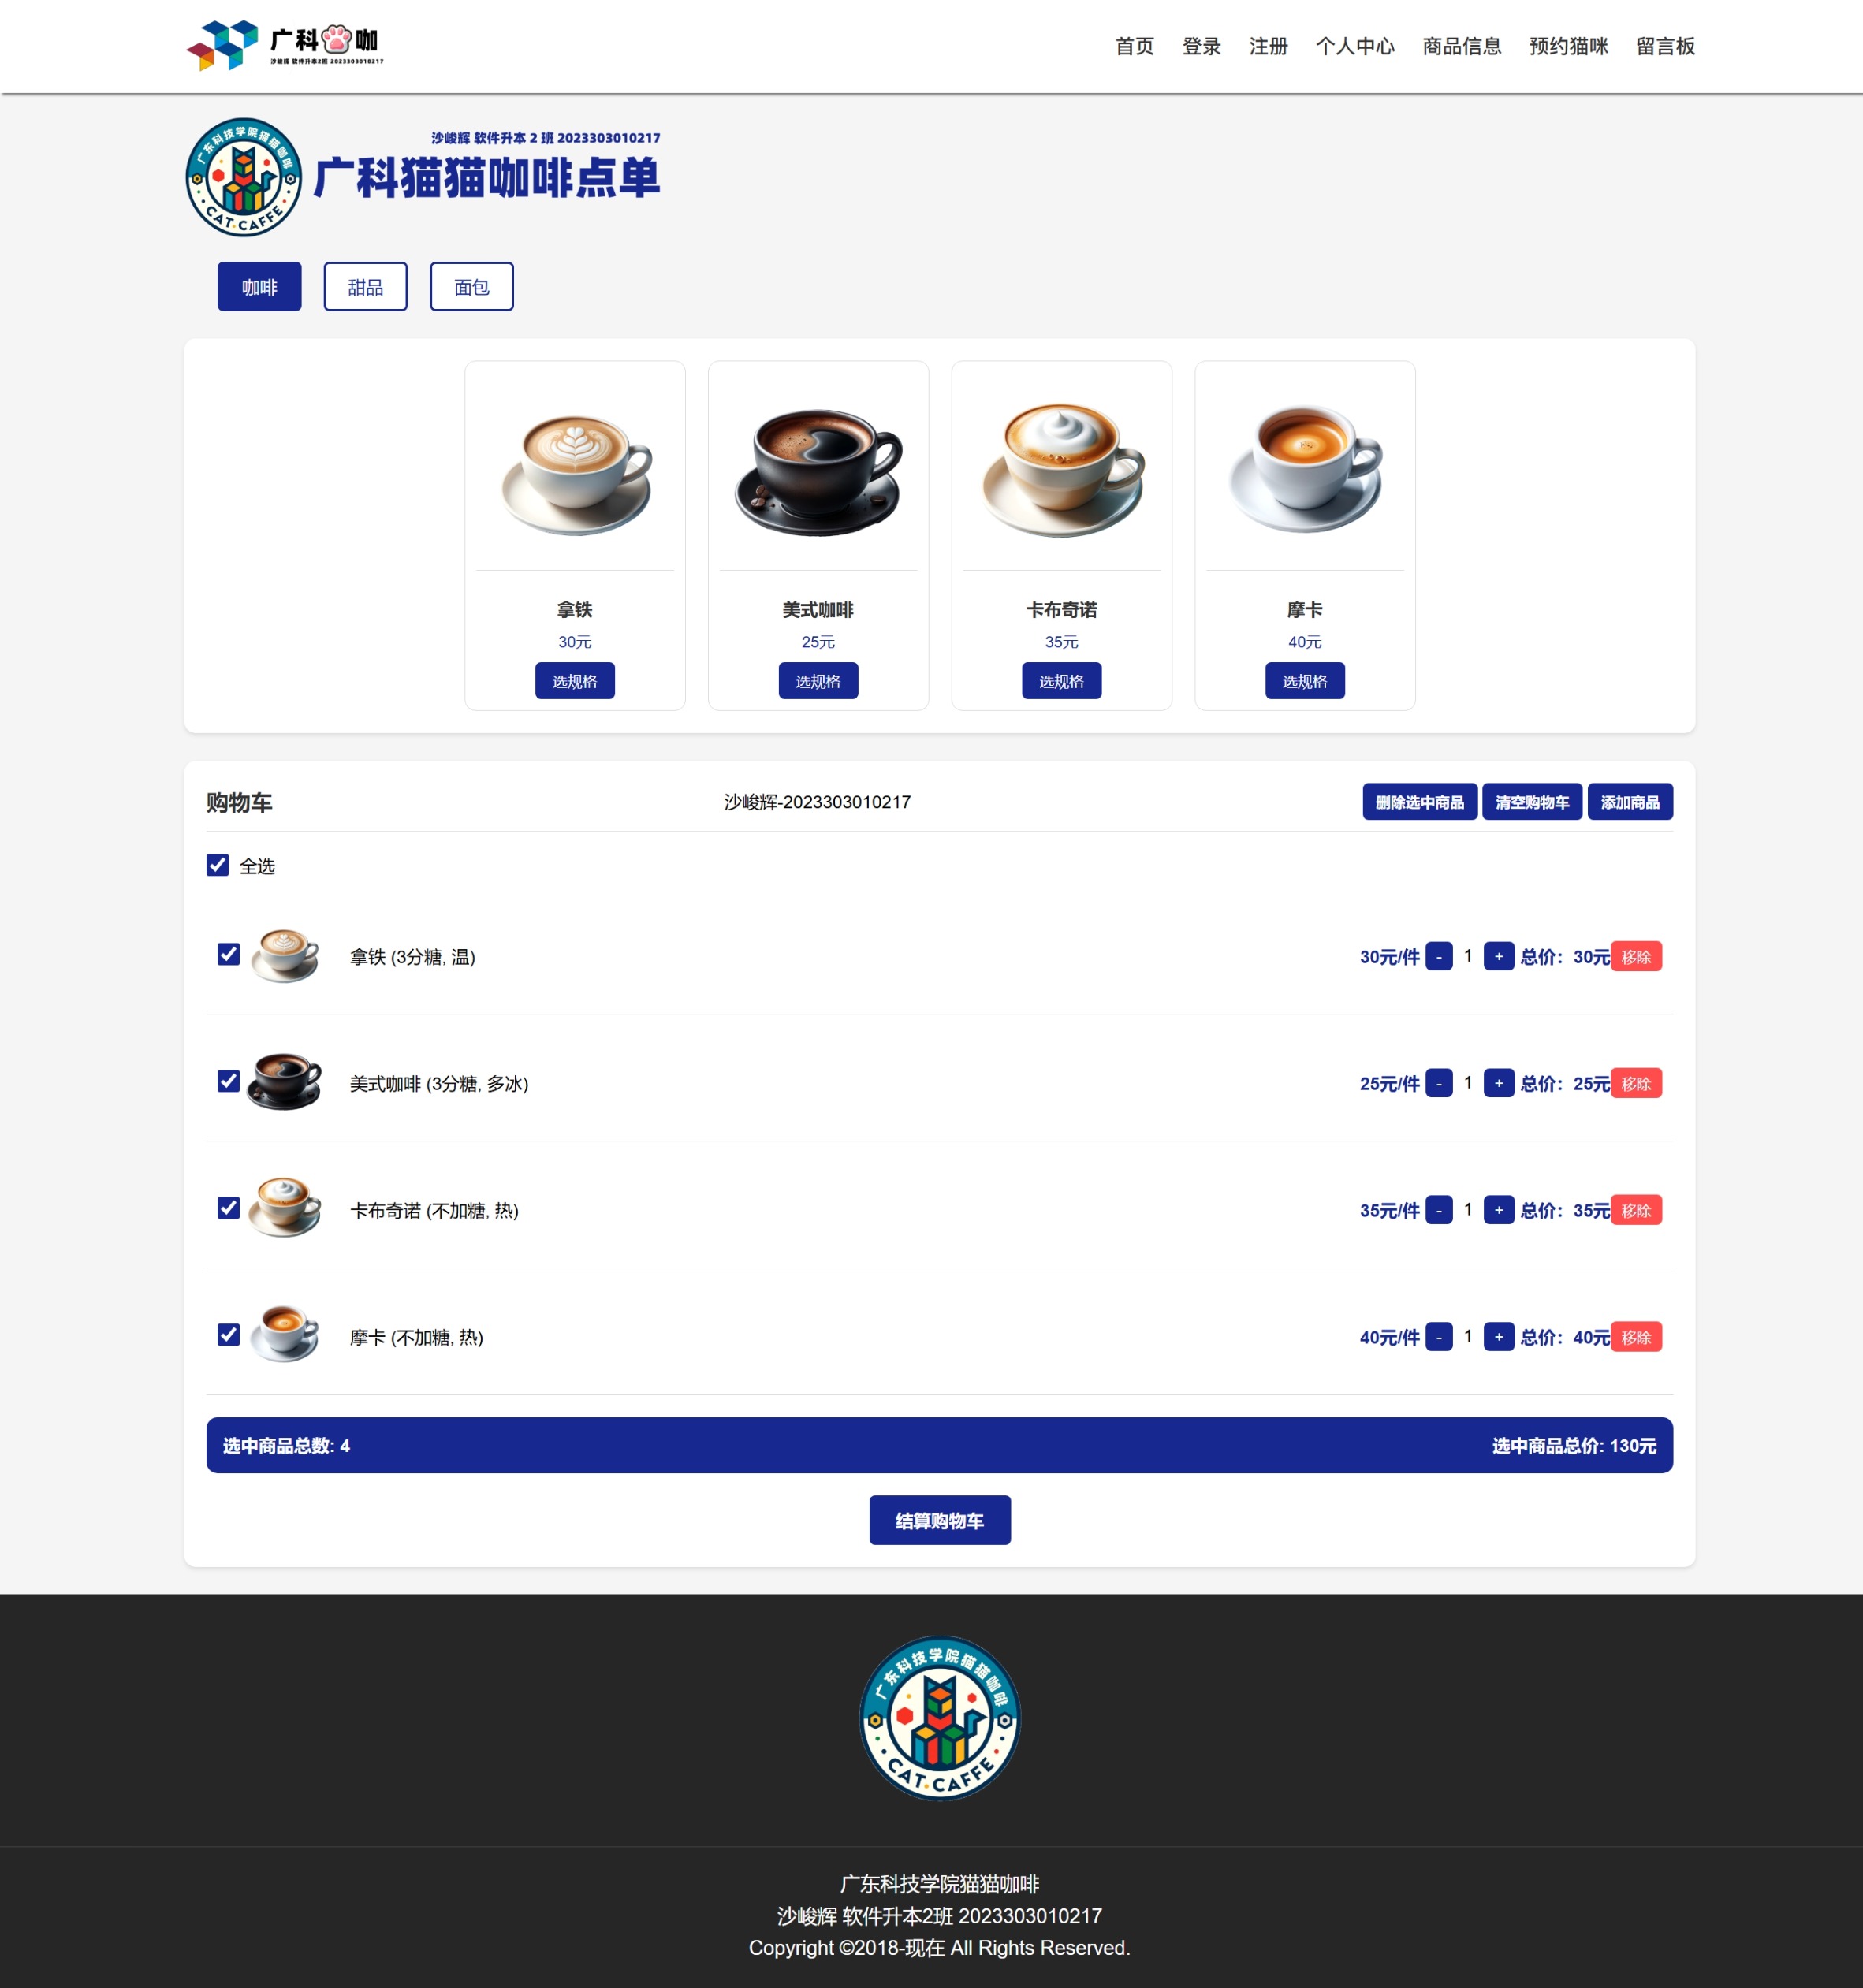 广科咖
沙峻辉 软件升本2班 2023303010217
首页 登录 注册 个人中心 商品信息 预约猫咪 留言板
广东科技学院猫猫咖啡
CAT.CAFFE
沙峻辉 软件升本 2 班 2023303010217
广科猫猫咖啡点单
咖啡 甜品 面包
拿铁 美式咖啡 卡布奇诺 摩卡
30元 25元 35元 40元
选规格 选规格 选规格 选规格
购物车 沙峻辉-2023303010217 删除选中商品 清空购物车 添加商品
全选
拿铁 (3分糖, 温) 30元/件 - 1 + 总价：30元 移除
美式咖啡 (3分糖, 多冰) 25元/件 - 1 + 总价：25元 移除
卡布奇诺 (不加糖, 热) 35元/件 - 1 + 总价：35元 移除
摩卡 (不加糖, 热) 40元/件 - 1 + 总价：40元 移除
选中商品总数: 4 选中商品总价: 130元
结算购物车
广东科技学院猫猫咖啡
CAT.CAFFE
广东科技学院猫猫咖啡
沙峻辉 软件升本2班 2023303010217
Copyright ©2018-现在 All Rights Reserved.